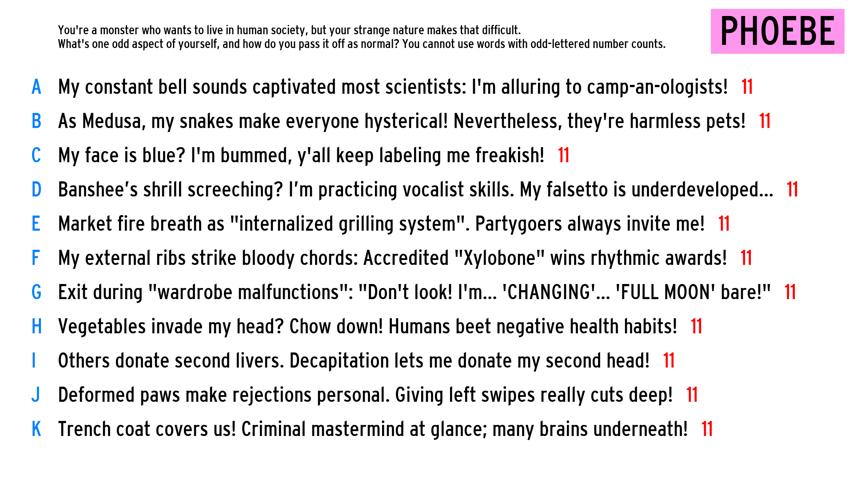 You're a monster who wants to live in human society, but your strange nature makes that difficult.
What's one odd aspect of yourself, and how do you pass it off as normal? You cannot use words with odd-lettered number counts.
PHOEBE
A My constant bell sounds captivated most scientists: I'm alluring to camp-an-ologists! 11
B As Medusa, my snakes make everyone hysterical! Nevertheless, they're harmless pets! 11
C My face is blue? I'm bummed, y'all keep labeling me freakish! 11
D Banshee’s shrill screeching? I’m practicing vocalist skills. My falsetto is underdeveloped... 11
E Market fire breath as "internalized grilling system". Partygoers always invite me! 11
F My external ribs strike bloody chords: Accredited "Xylobone" wins rhythmic awards! 11
G Exit during "wardrobe malfunctions": "Don't look! I'm... 'CHANGING'... 'FULL MOON' bare!" 11
H Vegetables invade my head? Chow down! Humans beet negative health habits! 11
I Others donate second livers. Decapitation lets me donate my second head! 11
J Deformed paws make rejections personal. Giving left swipes really cuts deep! 11
K Trench coat covers us! Criminal mastermind at glance; many brains underneath! 11